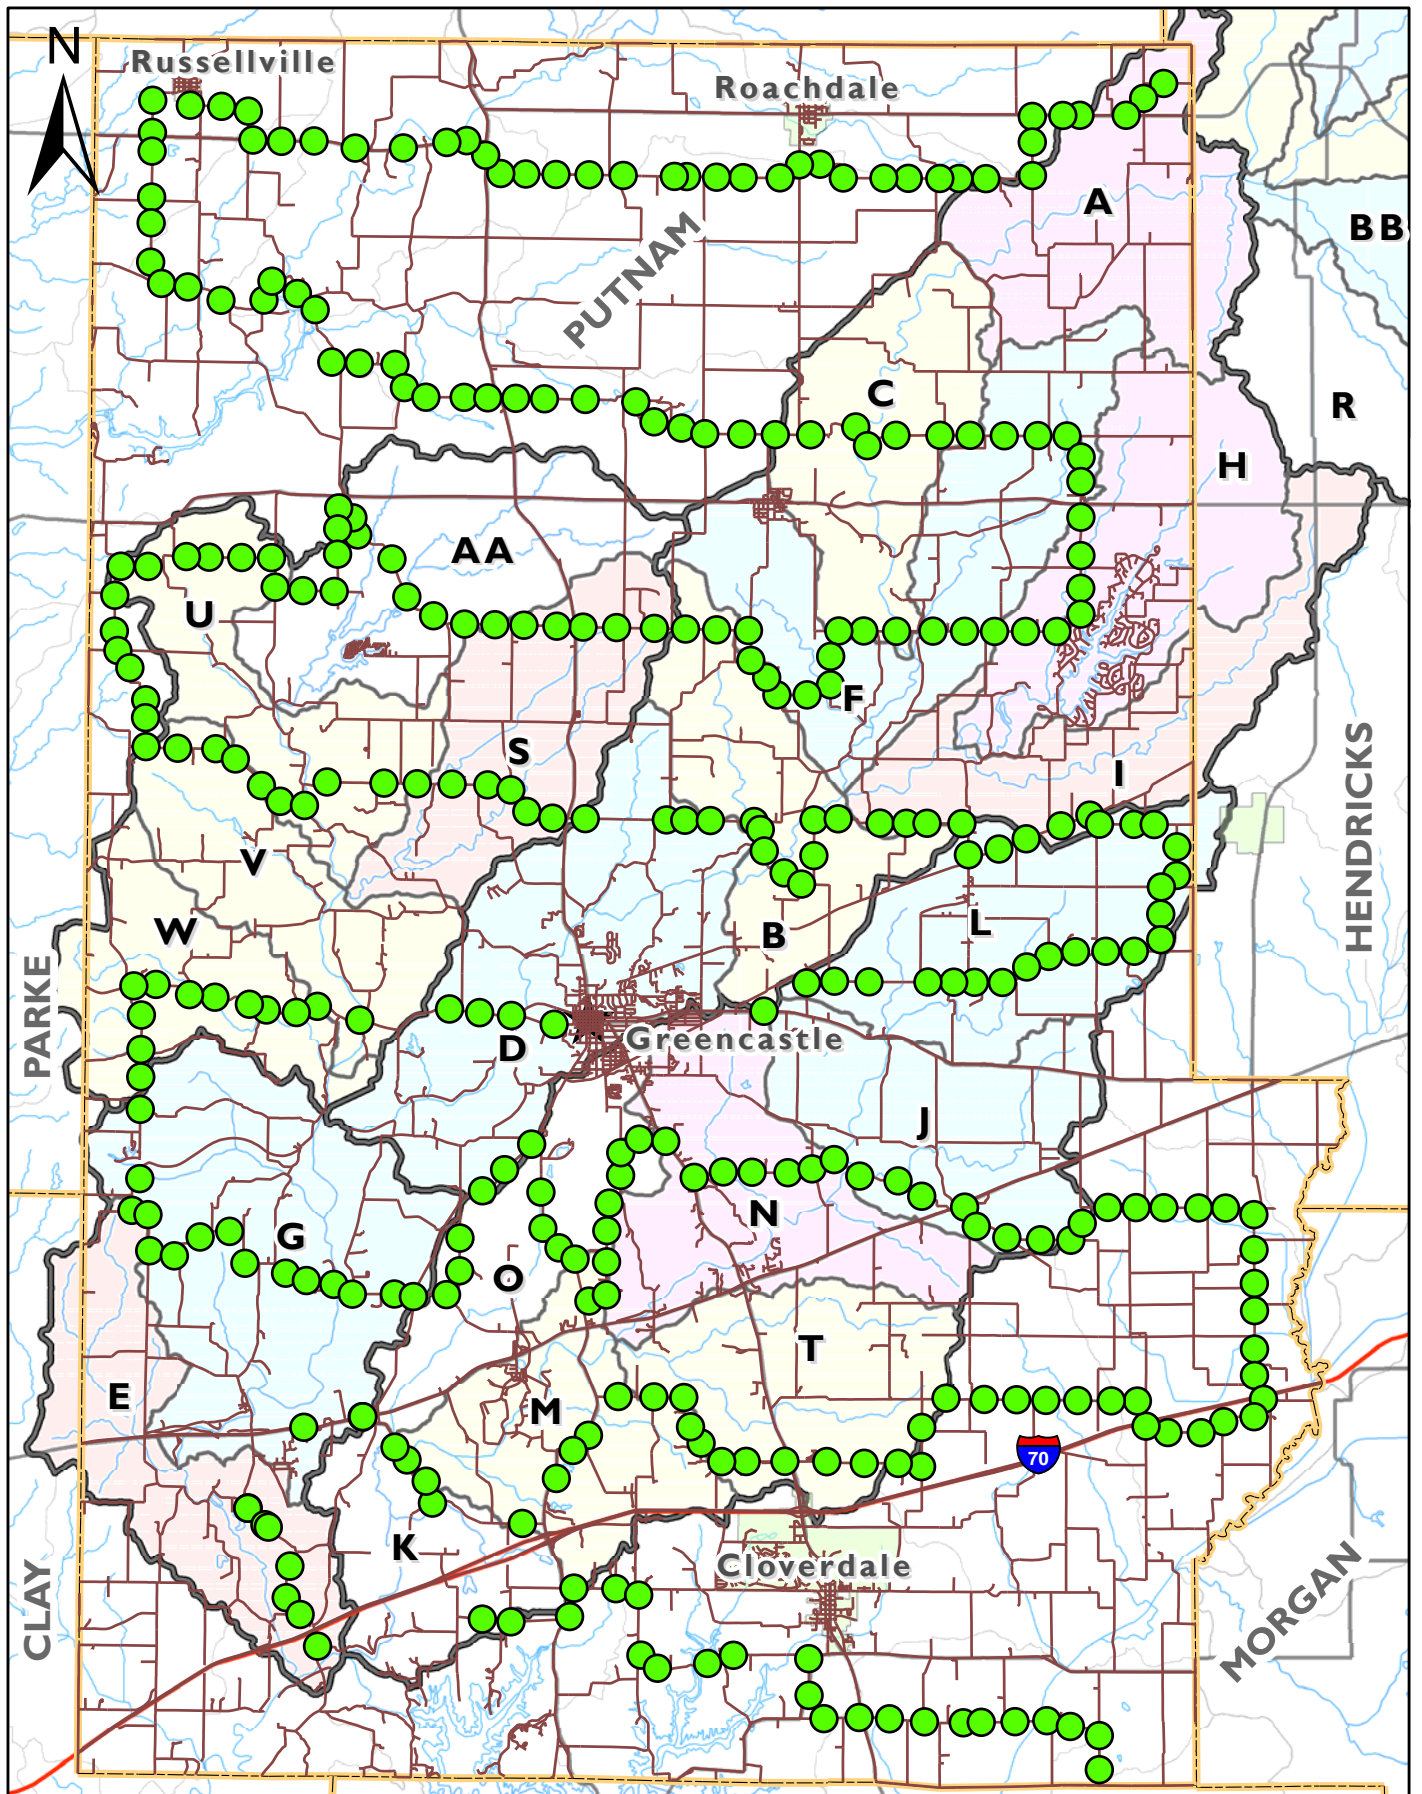 N
Russellville
Roachdale
A
BB
PUTNAM
C
R
H
AA
U
F
S
I
V
HENDRICKS
W
B
L
PARKE
Greencastle
D
J
N
G
O
T
E
M
70
K
Cloverdale
CLAY
MORGAN